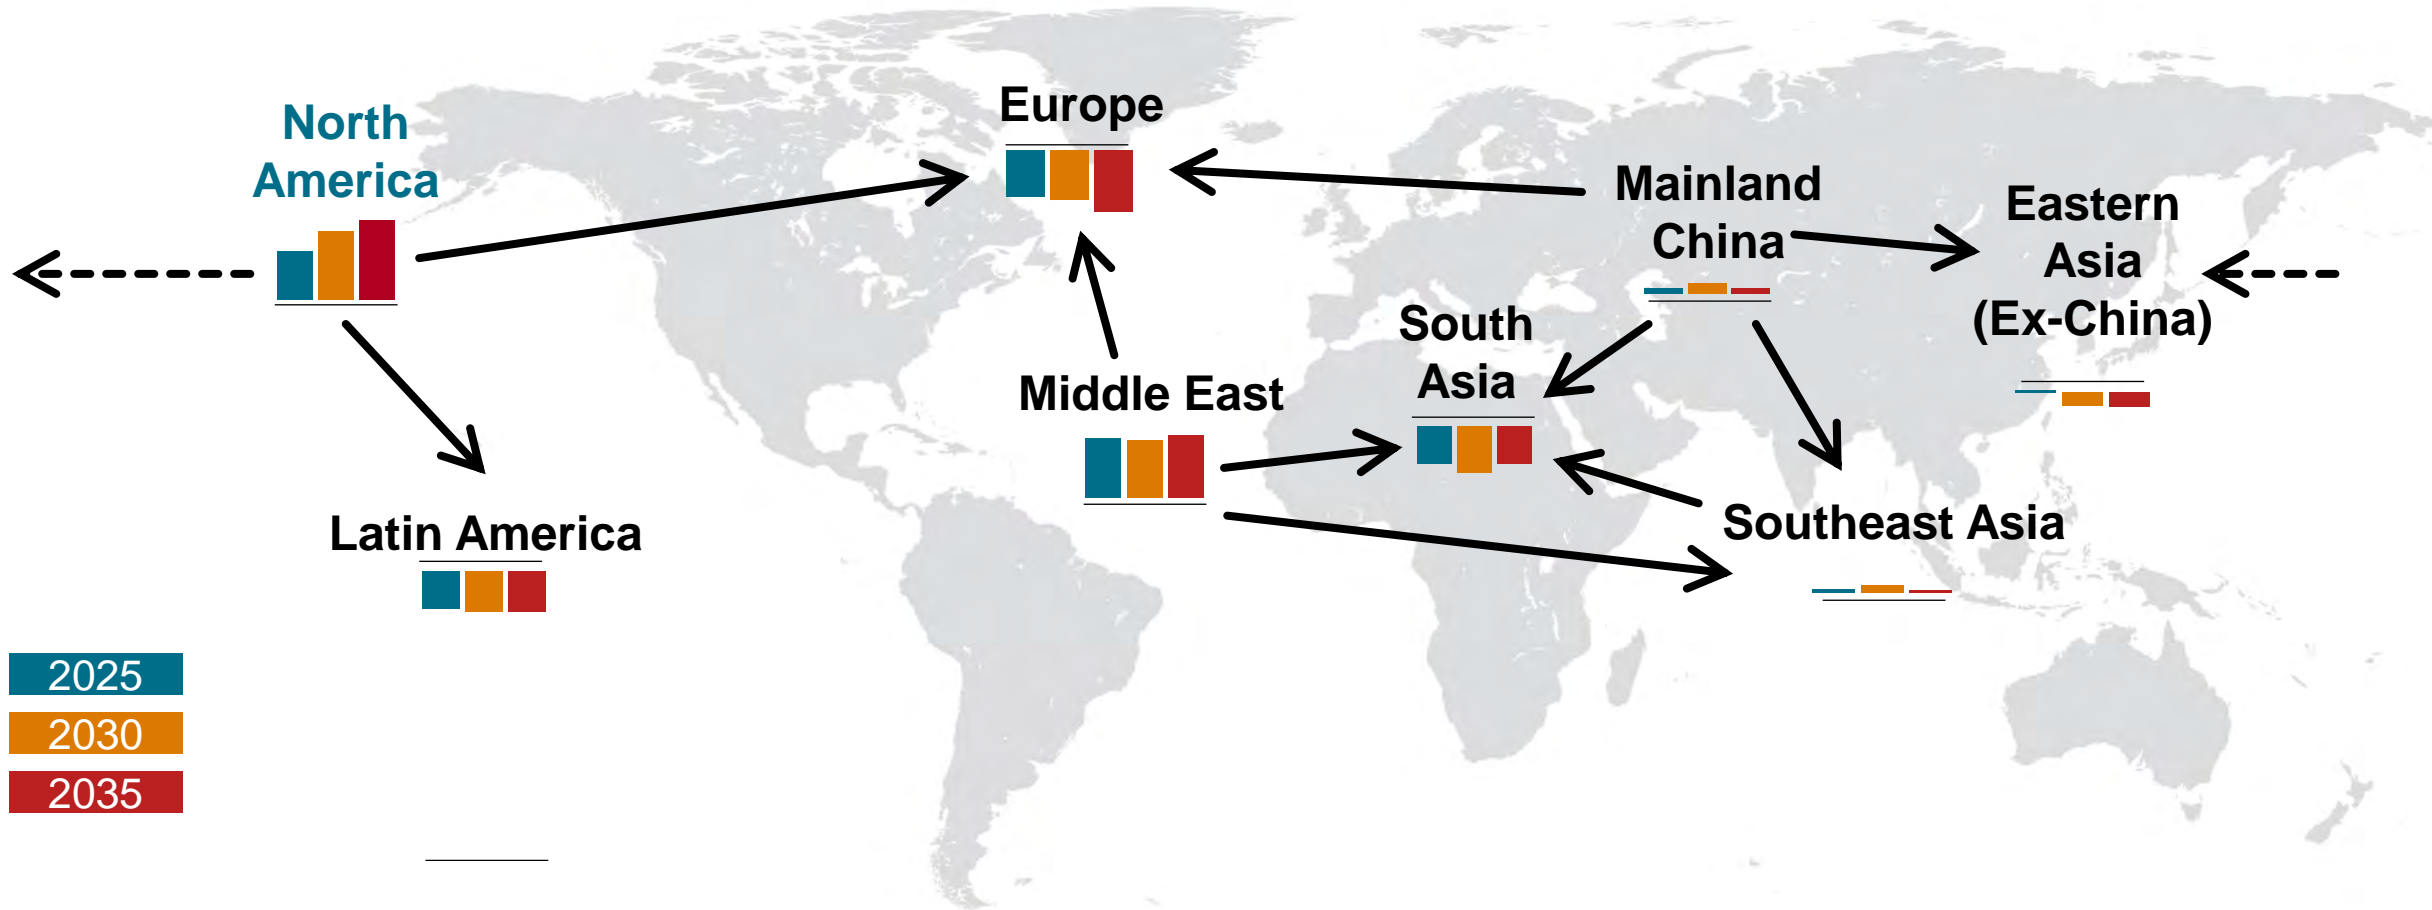 North
America
Europe
Mainland
China
Eastern
Asia
(Ex-China)
South
Asia
Middle East
Latin America
Southeast Asia
2025
2030
2035